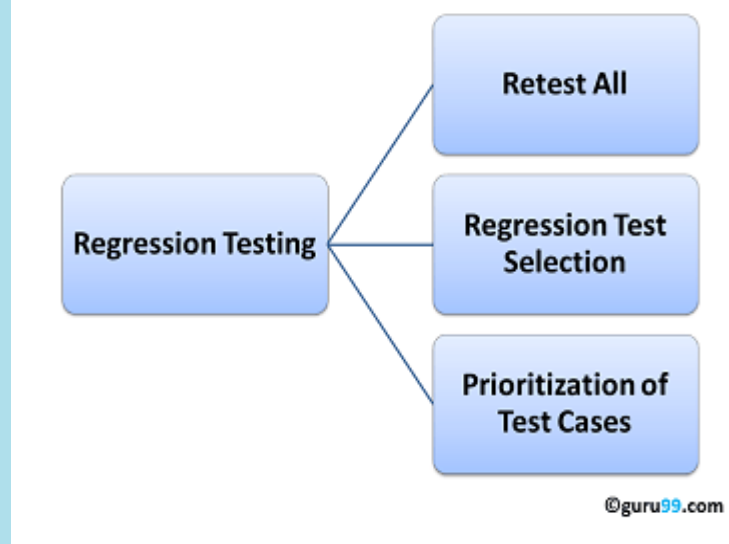 Retest All
Regression Testing
Regression Test
Selection
Prioritization of
Test Cases
©guru99.com